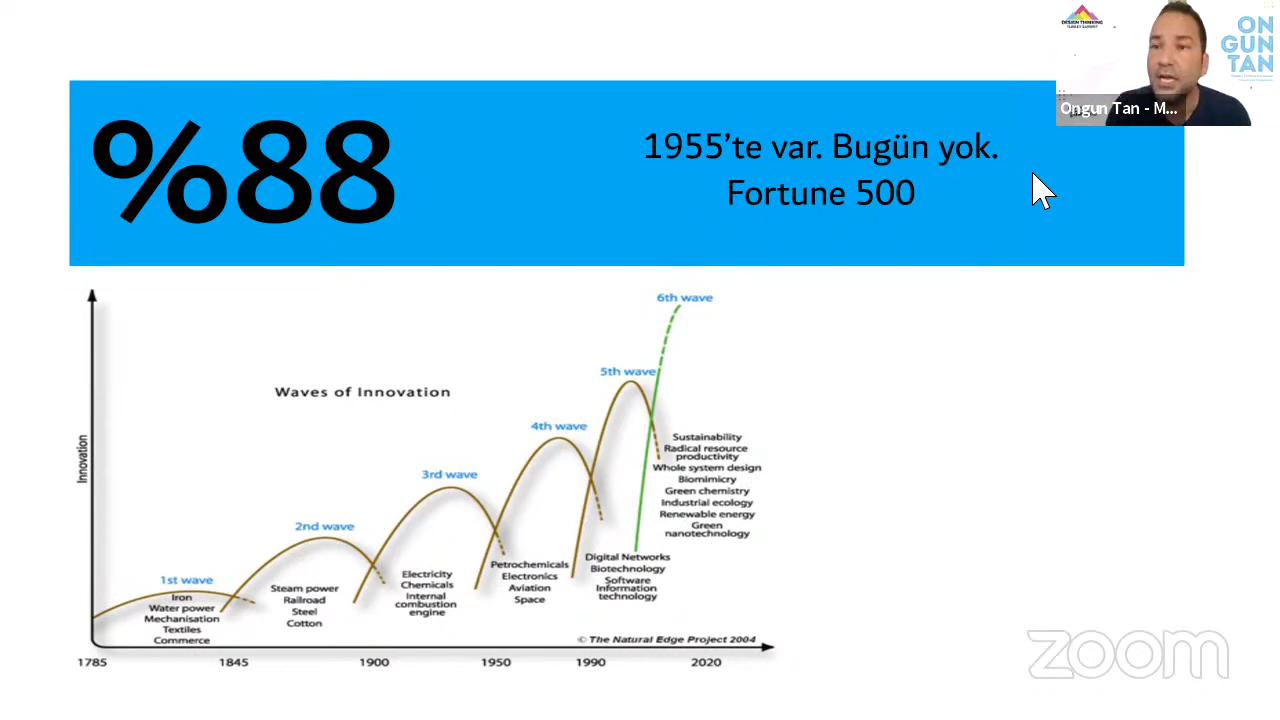 DESIGN THINKING
TURKEY SUMMIT
ON
GUN
TAN
Ongun Tan - M...
%88
1955’te var. Bugün yok.
Fortune 500
6th wave
5th wave
Waves of Innovation
4th wave
3rd wave
2nd wave
1st wave
Innovation
Iron
Water power
Mechanisation
Textiles
Commerce
Steam power
Railroad
Steel
Cotton
Electricity
Chemicals
Internal
combustion
engine
Petrochemicals
Electronics
Aviation
Space
Digital Networks
Biotechnology
Software
Information
technology
Sustainability
Radical resource
productivity
Whole system design
Biomimicry
Green chemistry
Industrial ecology
Renewable energy
Green
nanotechnology
© The Natural Edge Project 2004
1785
1845
1900
1950
1990
2020
zoom